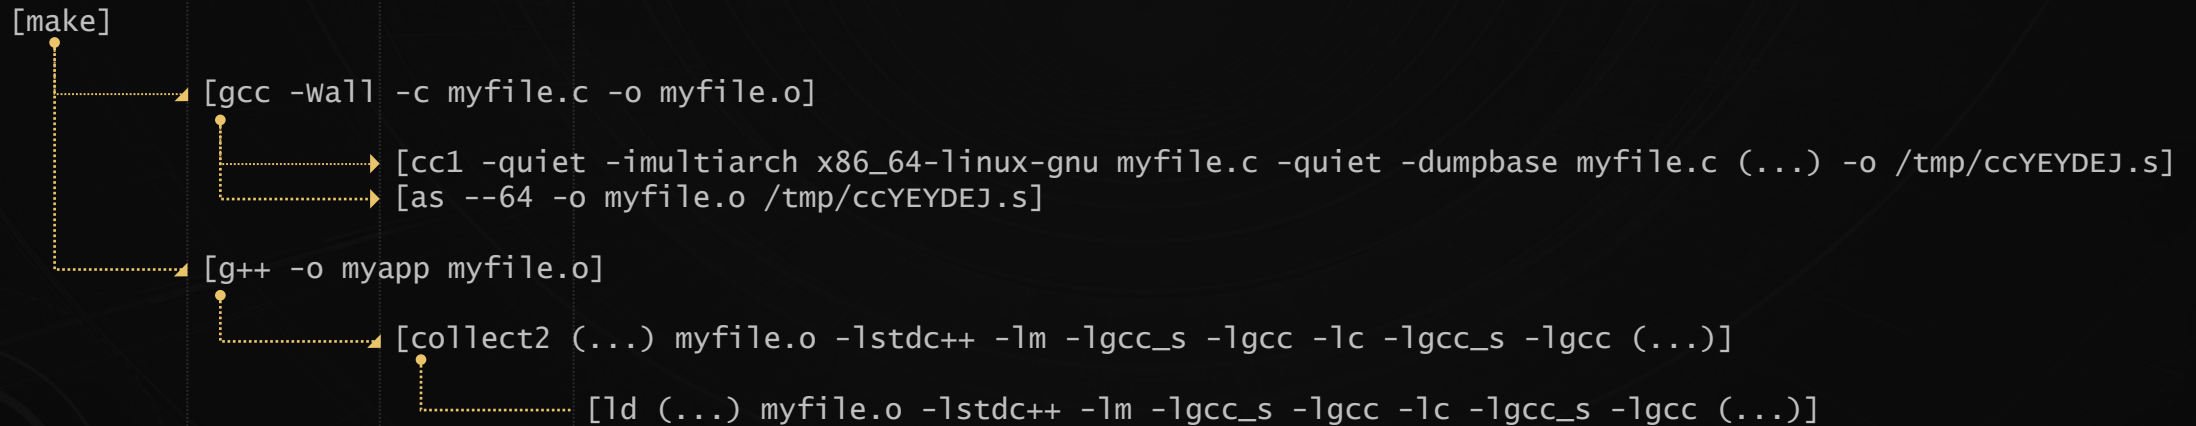 [make]
[gcc -Wall -c myfile.c -o myfile.o]
[cc1 -quiet -imultiarch x86_64-linux-gnu myfile.c -quiet -dumpbase myfile.c (...) -o /tmp/ccYEYDEJ.s]
[as --64 -o myfile.o /tmp/ccYEYDEJ.s]
[g++ -o myapp myfile.o]
[collect2 (...) myfile.o -lstdc++ -lm -lgcc_s -lgcc -lc -lgcc_s -lgcc (...)]
[ld (...) myfile.o -lstdc++ -lm -lgcc_s -lgcc -lc -lgcc_s -lgcc (...)]